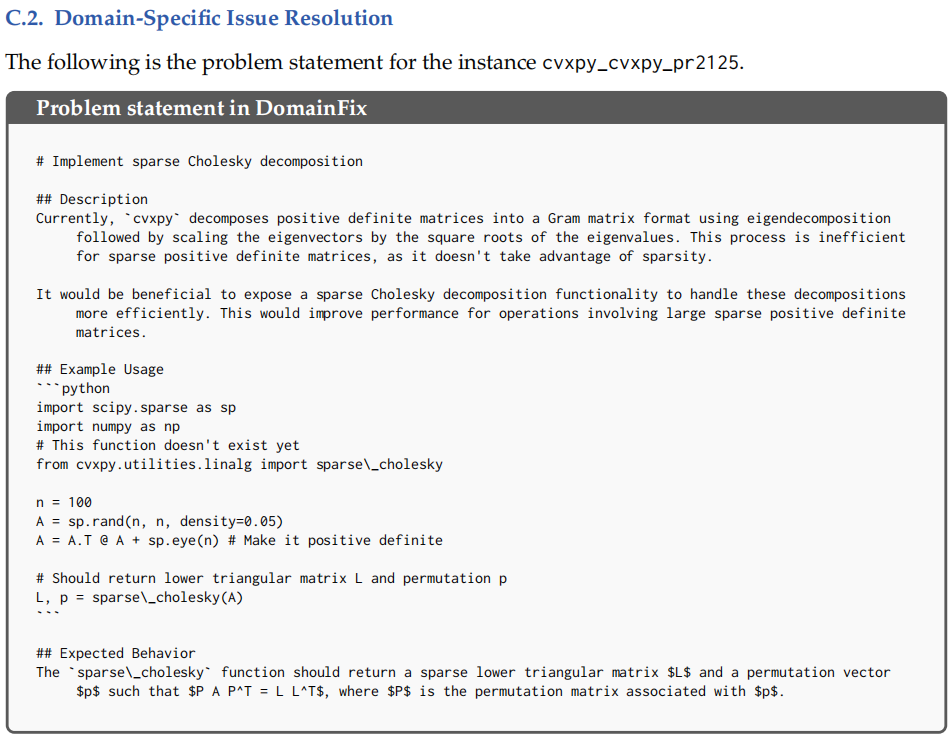 C.2. Domain-Specific Issue Resolution
The following is the problem statement for the instance cvxpy_cvxpy_pr2125.
Problem statement in DomainFix
# Implement sparse Cholesky decomposition
## Description
Currently, `cvxpy` decomposes positive definite matrices into a Gram matrix format using eigendecomposition
followed by scaling the eigenvectors by the square roots of the eigenvalues. This process is inefficient
for sparse positive definite matrices, as it doesn't take advantage of sparsity.
It would be beneficial to expose a sparse Cholesky decomposition functionality to handle these decompositions
more efficiently. This would improve performance for operations involving large sparse positive definite
matrices.
## Example Usage
```python
import scipy.sparse as sp
import numpy as np
# This function doesn't exist yet
from cvxpy.utilities.linalg import sparse\_cholesky
n = 100
A = sp.rand(n, n, density=0.05)
A = A.T @ A + sp.eye(n) # Make it positive definite
# Should return lower triangular matrix L and permutation p
L, p = sparse\_cholesky(A)
```
## Expected Behavior
The `sparse\_cholesky` function should return a sparse lower triangular matrix $L$ and a permutation vector
$p$ such that $P A P^T = L L^T$, where $P$ is the permutation matrix associated with $p$.